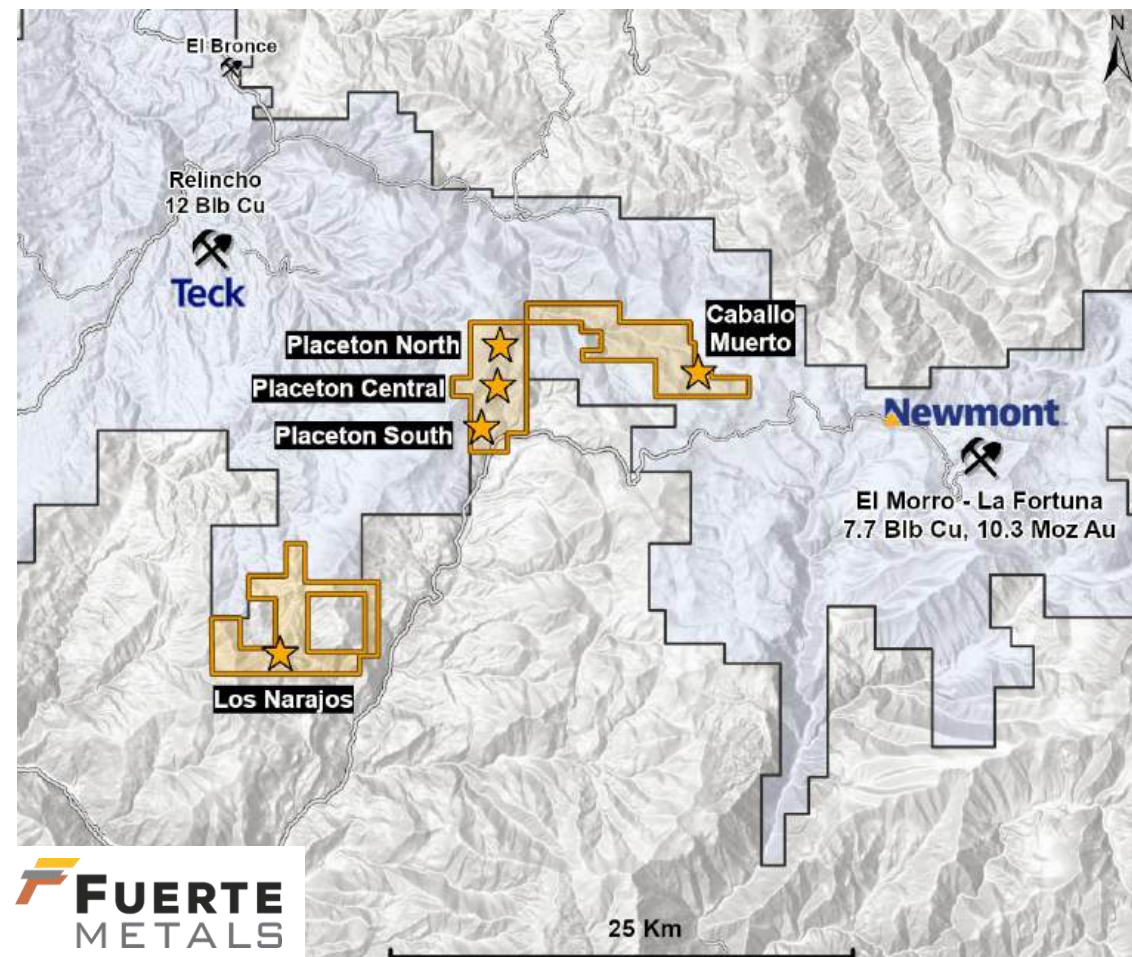 N
El Bronce
Relincho
12 Blb Cu
Teck
Caballo
Muerto
Placeton North
Placeton Central
Placeton South
Newmont
El Morro - La Fortuna
7.7 Blb Cu, 10.3 Moz Au
Los Narajos
25 Km
FUERTE
METALS